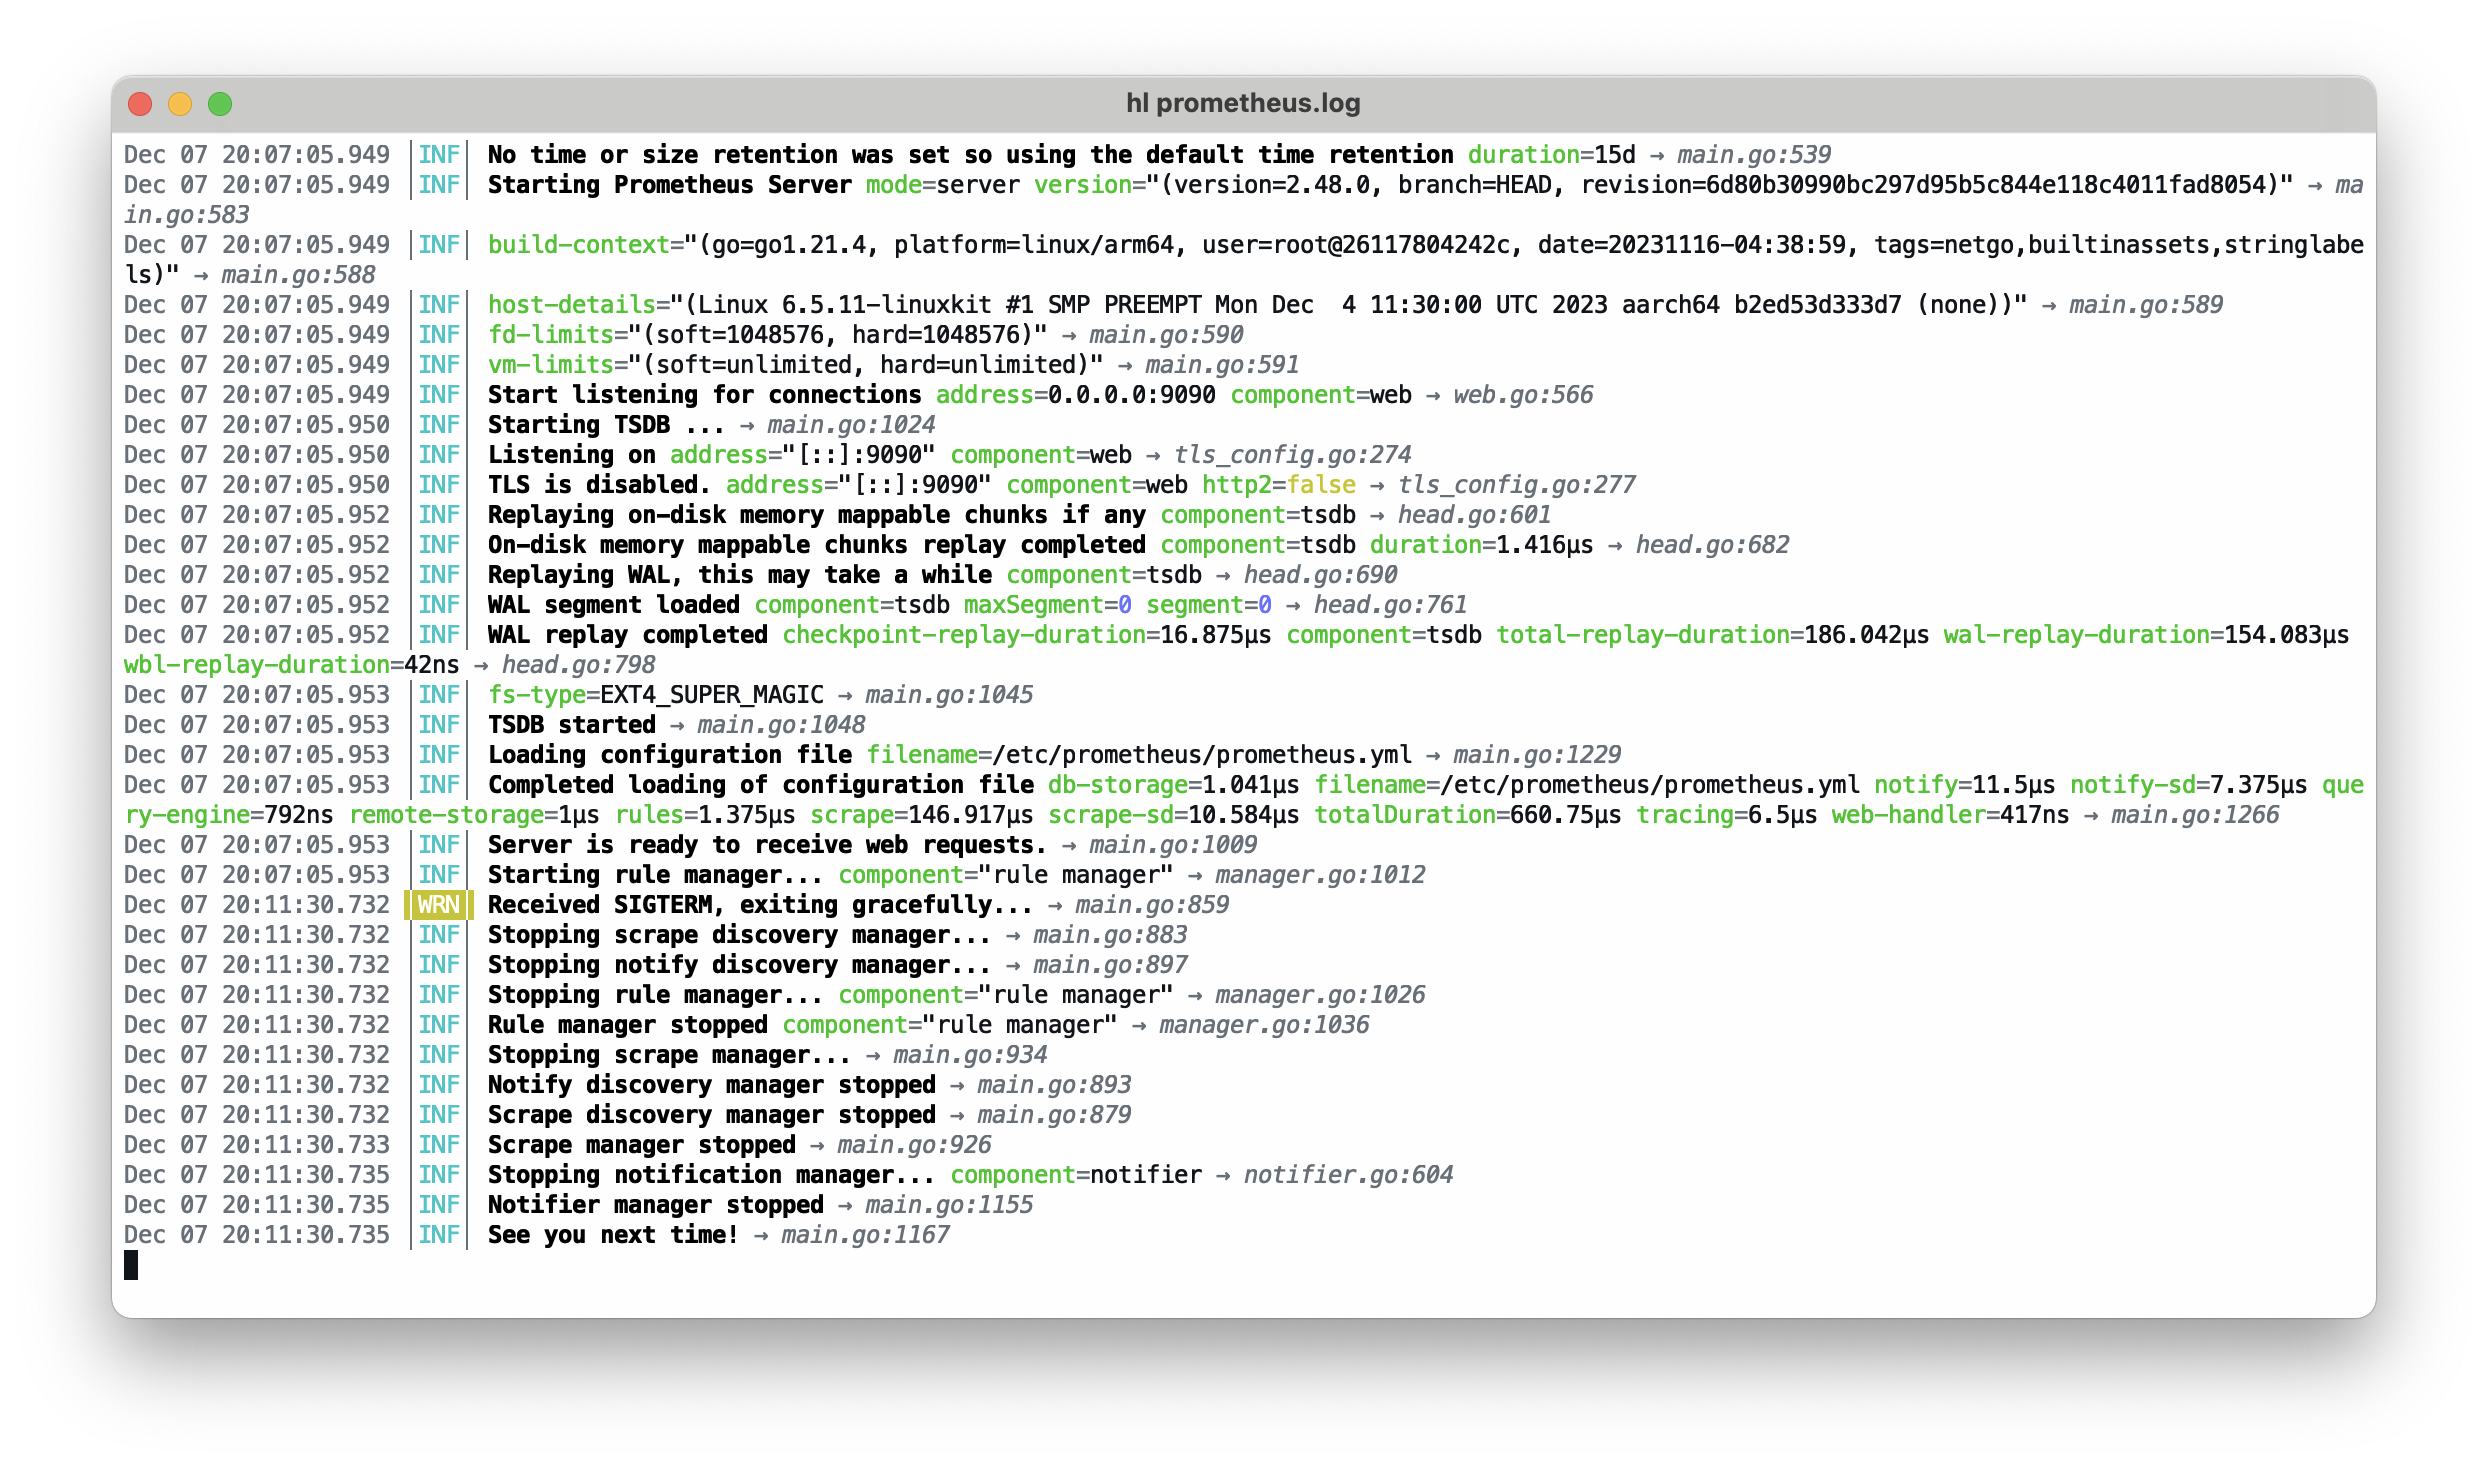 hl prometheus.log
Dec 07 20:07:05.949 |INF| No time or size retention was set so using the default time retention duration=15d → main.go:539
Dec 07 20:07:05.949 |INF| Starting Prometheus Server mode=server version="(version=2.48.0, branch=HEAD, revision=6d80b30990bc297d95b5c844e118c4011fad8054)" → ma
in.go:583
Dec 07 20:07:05.949 |INF| build-context="(go=go1.21.4, platform=linux/arm64, user=root@26117804242c, date=20231116-04:38:59, tags=netgo,builtinassets,stringlabe
ls)" → main.go:588
Dec 07 20:07:05.949 |INF| host-details="(Linux 6.5.11-linuxkit #1 SMP PREEMPT Mon Dec  4 11:30:00 UTC 2023 aarch64 b2ed53d333d7 (none))" → main.go:589
Dec 07 20:07:05.949 |INF| fd-limits="(soft=1048576, hard=1048576)" → main.go:590
Dec 07 20:07:05.949 |INF| vm-limits="(soft=unlimited, hard=unlimited)" → main.go:591
Dec 07 20:07:05.949 |INF| Start listening for connections address=0.0.0.0:9090 component=web → web.go:566
Dec 07 20:07:05.950 |INF| Starting TSDB ... → main.go:1024
Dec 07 20:07:05.950 |INF| Listening on address="[::]:9090" component=web → tls_config.go:274
Dec 07 20:07:05.950 |INF| TLS is disabled. address="[::]:9090" component=web http2=false → tls_config.go:277
Dec 07 20:07:05.952 |INF| Replaying on-disk memory mappable chunks if any component=tsdb → head.go:601
Dec 07 20:07:05.952 |INF| On-disk memory mappable chunks replay completed component=tsdb duration=1.416µs → head.go:682
Dec 07 20:07:05.952 |INF| Replaying WAL, this may take a while component=tsdb → head.go:690
Dec 07 20:07:05.952 |INF| WAL segment loaded component=tsdb maxSegment=0 segment=0 → head.go:761
Dec 07 20:07:05.952 |INF| WAL replay completed checkpoint-replay-duration=16.875µs component=tsdb total-replay-duration=186.042µs wal-replay-duration=154.083µs
wbl-replay-duration=42ns → head.go:798
Dec 07 20:07:05.953 |INF| fs-type=EXT4_SUPER_MAGIC → main.go:1045
Dec 07 20:07:05.953 |INF| TSDB started → main.go:1048
Dec 07 20:07:05.953 |INF| Loading configuration file filename=/etc/prometheus/prometheus.yml → main.go:1229
Dec 07 20:07:05.953 |INF| Completed loading of configuration file db-storage=1.041µs filename=/etc/prometheus/prometheus.yml notify=11.5µs notify-sd=7.375µs que
ry-engine=792ns remote-storage=1µs rules=1.375µs scrape=146.917µs scrape-sd=10.584µs totalDuration=660.75µs tracing=6.5µs web-handler=417ns → main.go:1266
Dec 07 20:07:05.953 |INF| Server is ready to receive web requests. → main.go:1009
Dec 07 20:07:05.953 |INF| Starting rule manager... component="rule manager" → manager.go:1012
Dec 07 20:11:30.732 |WRN| Received SIGTERM, exiting gracefully... → main.go:859
Dec 07 20:11:30.732 |INF| Stopping scrape discovery manager... → main.go:883
Dec 07 20:11:30.732 |INF| Stopping notify discovery manager... → main.go:897
Dec 07 20:11:30.732 |INF| Stopping rule manager... component="rule manager" → manager.go:1026
Dec 07 20:11:30.732 |INF| Rule manager stopped component="rule manager" → manager.go:1036
Dec 07 20:11:30.732 |INF| Stopping scrape manager... → main.go:934
Dec 07 20:11:30.732 |INF| Notify discovery manager stopped → main.go:893
Dec 07 20:11:30.732 |INF| Scrape discovery manager stopped → main.go:879
Dec 07 20:11:30.733 |INF| Scrape manager stopped → main.go:926
Dec 07 20:11:30.735 |INF| Stopping notification manager... component=notifier → notifier.go:604
Dec 07 20:11:30.735 |INF| Notifier manager stopped → main.go:1155
Dec 07 20:11:30.735 |INF| See you next time! → main.go:1167